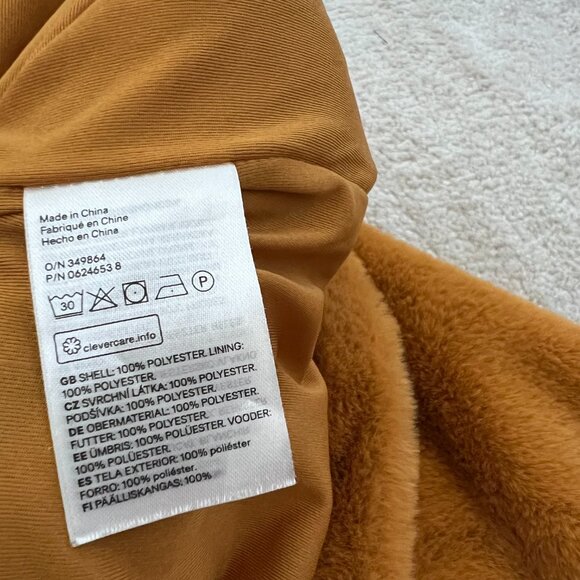 Made in China
Fabriqué en Chine
Hecho en China
O/N 349864
P/N 0624653 8
30 P
clevercare.info
GB SHELL: 100% POLYESTER. LINING:
100% POLYESTER.
CZ SVRCHNÍ LÁTKA: 100% POLYESTER.
PODŠÍVKA: 100% POLYESTER.
DE OBERMATERIAL: 100% POLYESTER.
FUTTER: 100% POLYESTER.
EE ÜMBRIS: 100% POLÜESTER. VOODER:
100% POLÜESTER.
ES TELA EXTERIOR: 100% poliéster.
FORRO: 100% poliéster.
FI PÄÄLLISKANGAS: 100%